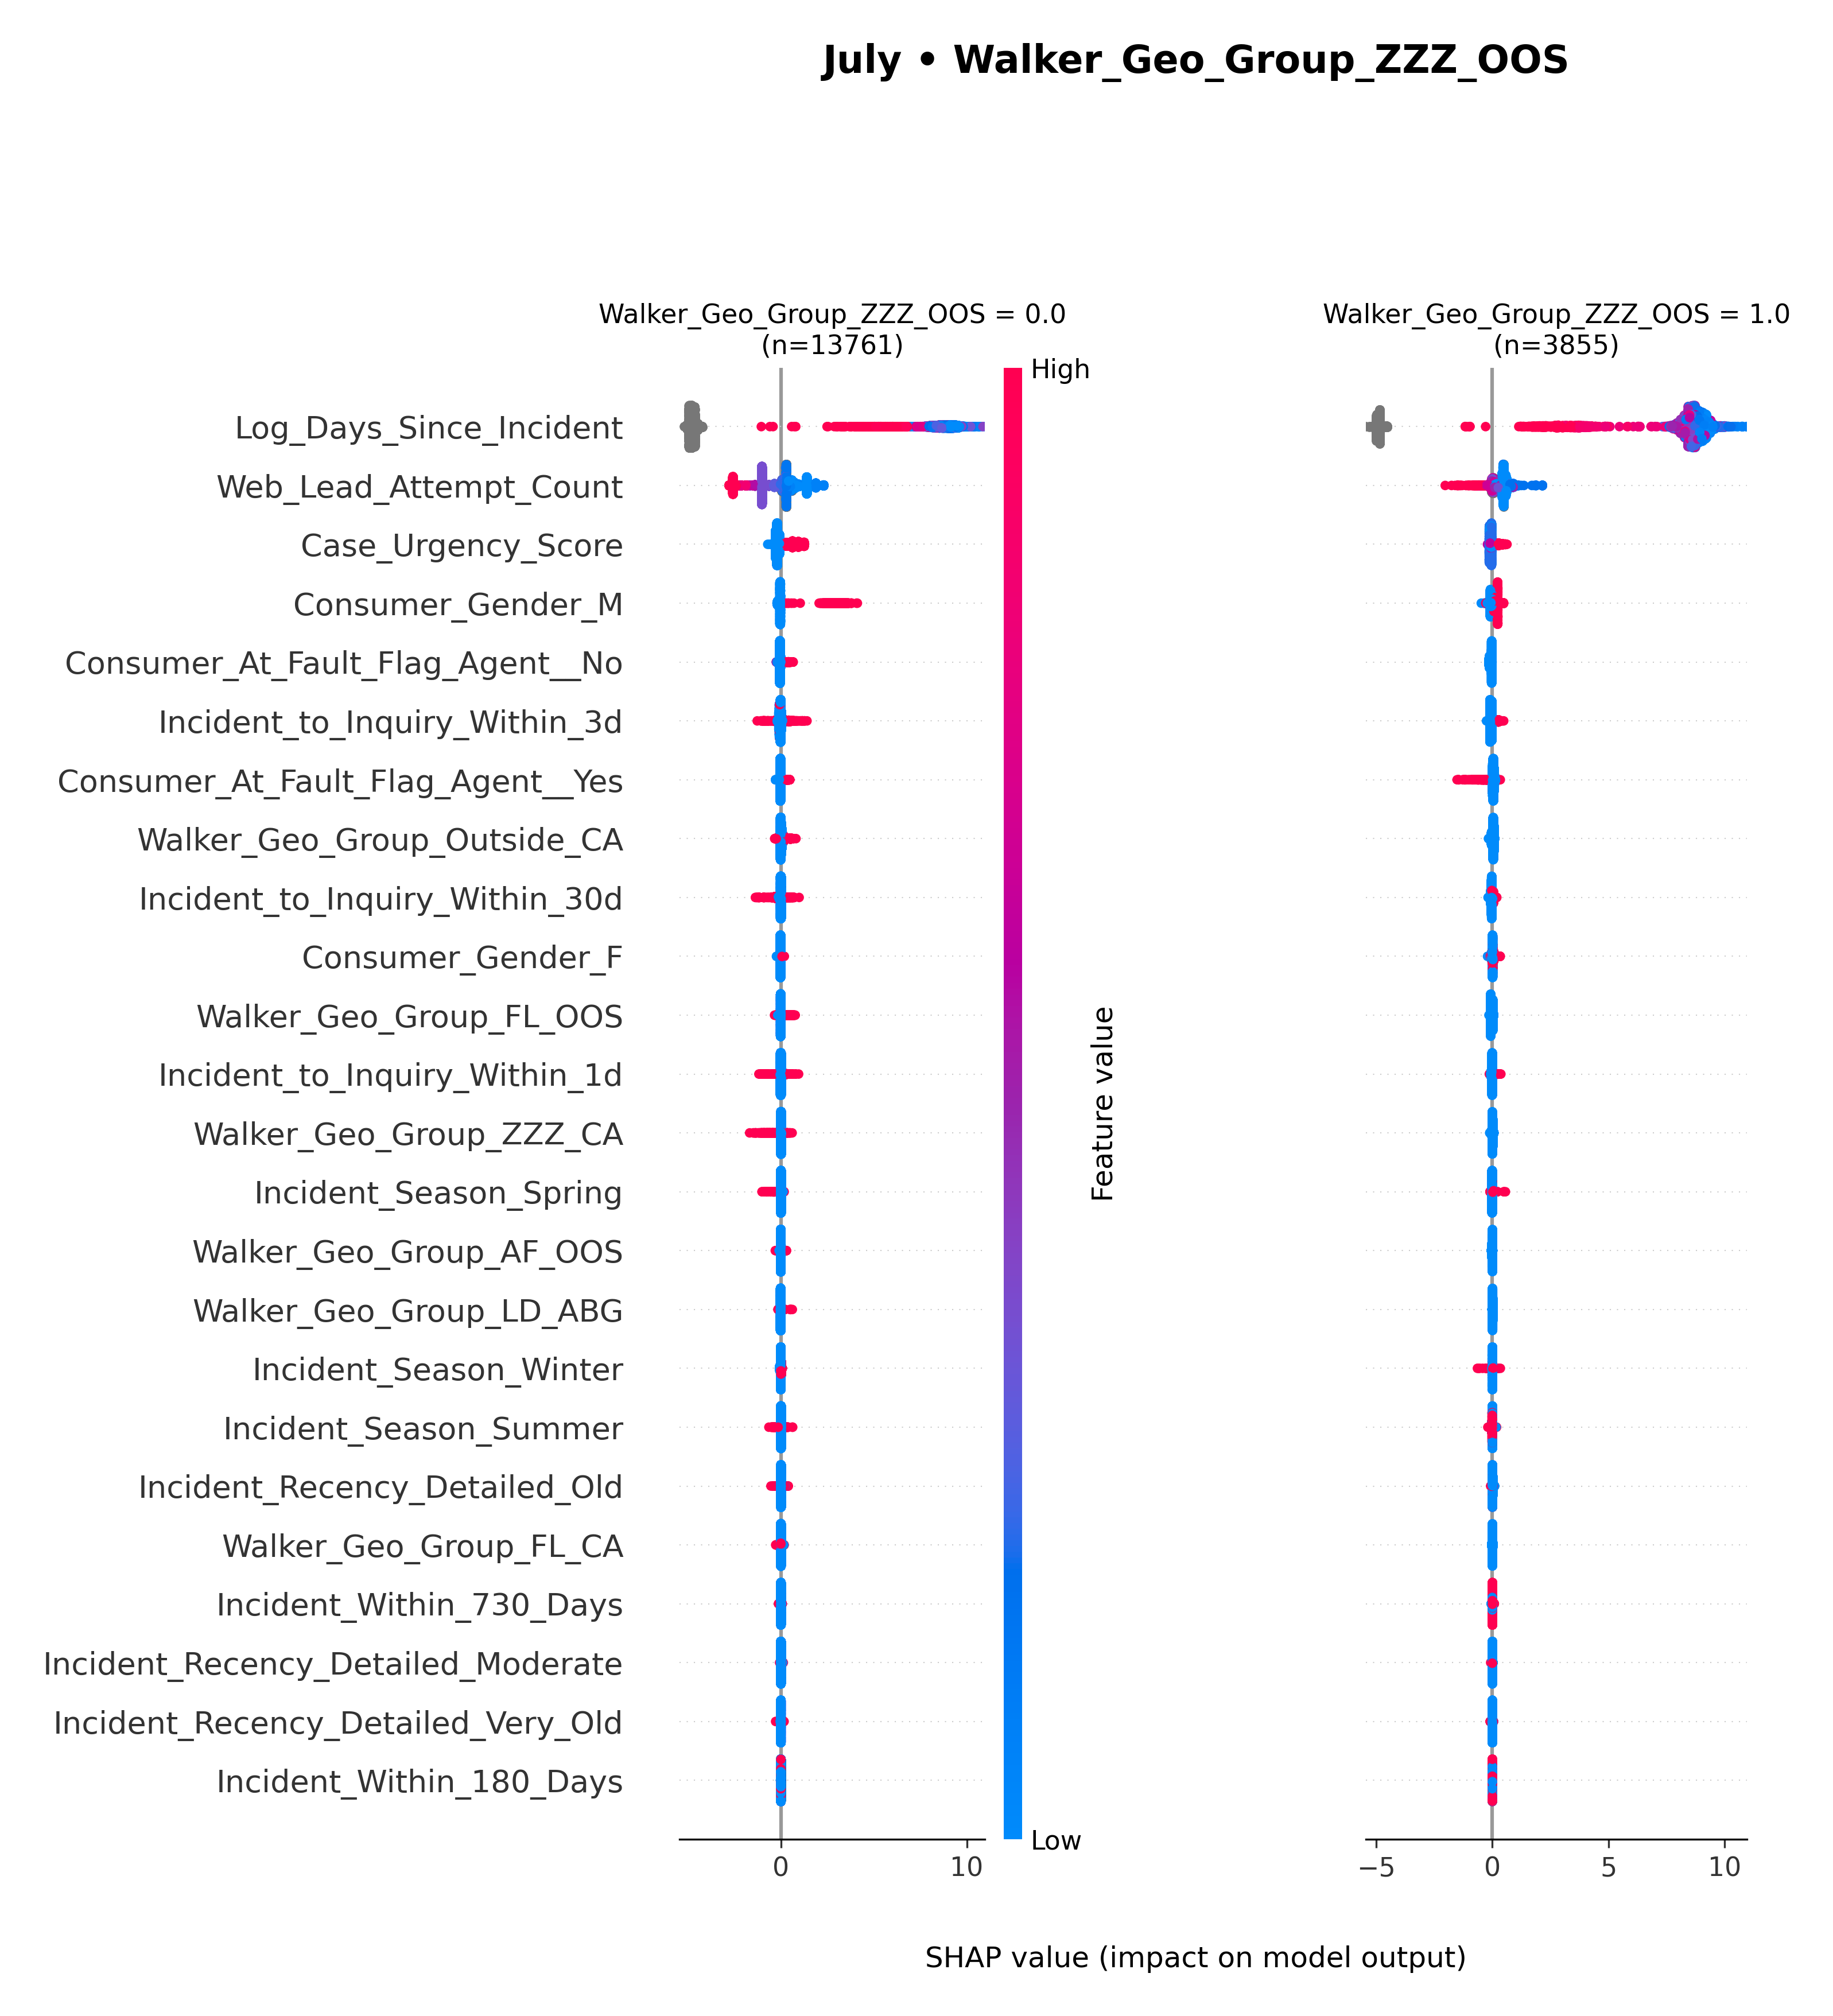 July • Walker_Geo_Group_ZZZ_OOS
Walker_Geo_Group_ZZZ_OOS = 0.0
(n=13761)
Walker_Geo_Group_ZZZ_OOS = 1.0
(n=3855)
High
Log_Days_Since_Incident
Web_Lead_Attempt_Count
Case_Urgency_Score
Consumer_Gender_M
Consumer_At_Fault_Flag_Agent__No
Incident_to_Inquiry_Within_3d
Consumer_At_Fault_Flag_Agent__Yes
Walker_Geo_Group_Outside_CA
Incident_to_Inquiry_Within_30d
Consumer_Gender_F
Walker_Geo_Group_FL_OOS
Incident_to_Inquiry_Within_1d
Walker_Geo_Group_ZZZ_CA
Incident_Season_Spring
Walker_Geo_Group_AF_OOS
Walker_Geo_Group_LD_ABG
Incident_Season_Winter
Incident_Season_Summer
Incident_Recency_Detailed_Old
Walker_Geo_Group_FL_CA
Incident_Within_730_Days
Incident_Recency_Detailed_Moderate
Incident_Recency_Detailed_Very_Old
Incident_Within_180_Days
Feature value
Low
0 10
−5 0 5 10
SHAP value (impact on model output)